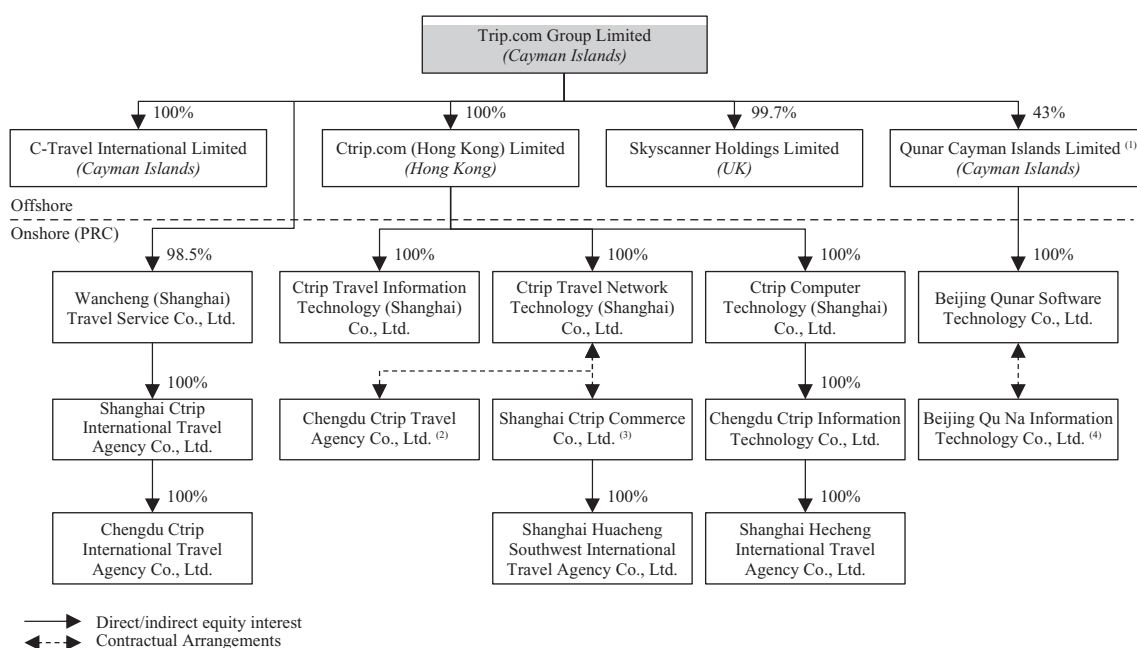 Trip.com Group Limited
(Cayman Islands)
100%
100%
99.7%
43%
C-Travel International Limited
(Cayman Islands)
Ctrip.com (Hong Kong) Limited
(Hong Kong)
Skyscanner Holdings Limited
(UK)
Qunar Cayman Islands Limited (1)
(Cayman Islands)
Offshore
Onshore (PRC)
98.5%
100%
100%
100%
100%
Wancheng (Shanghai)
Travel Service Co., Ltd.
Ctrip Travel Information
Technology (Shanghai)
Co., Ltd.
Ctrip Travel Network
Technology (Shanghai)
Co., Ltd.
Ctrip Computer
Technology (Shanghai)
Co., Ltd.
Beijing Qunar Software
Technology Co., Ltd.
100%
100%
Shanghai Ctrip
International Travel
Agency Co., Ltd.
Chengdu Ctrip Travel
Agency Co., Ltd. (2)
Shanghai Ctrip Commerce
Co., Ltd. (3)
Chengdu Ctrip Information
Technology Co., Ltd.
Beijing Qu Na Information
Technology Co., Ltd. (4)
100%
100%
100%
Chengdu Ctrip
International Travel
Agency Co., Ltd.
Shanghai Huacheng
Southwest International
Travel Agency Co., Ltd.
Shanghai Hecheng
International Travel
Agency Co., Ltd.
Direct/indirect equity interest
Contractual Arrangements